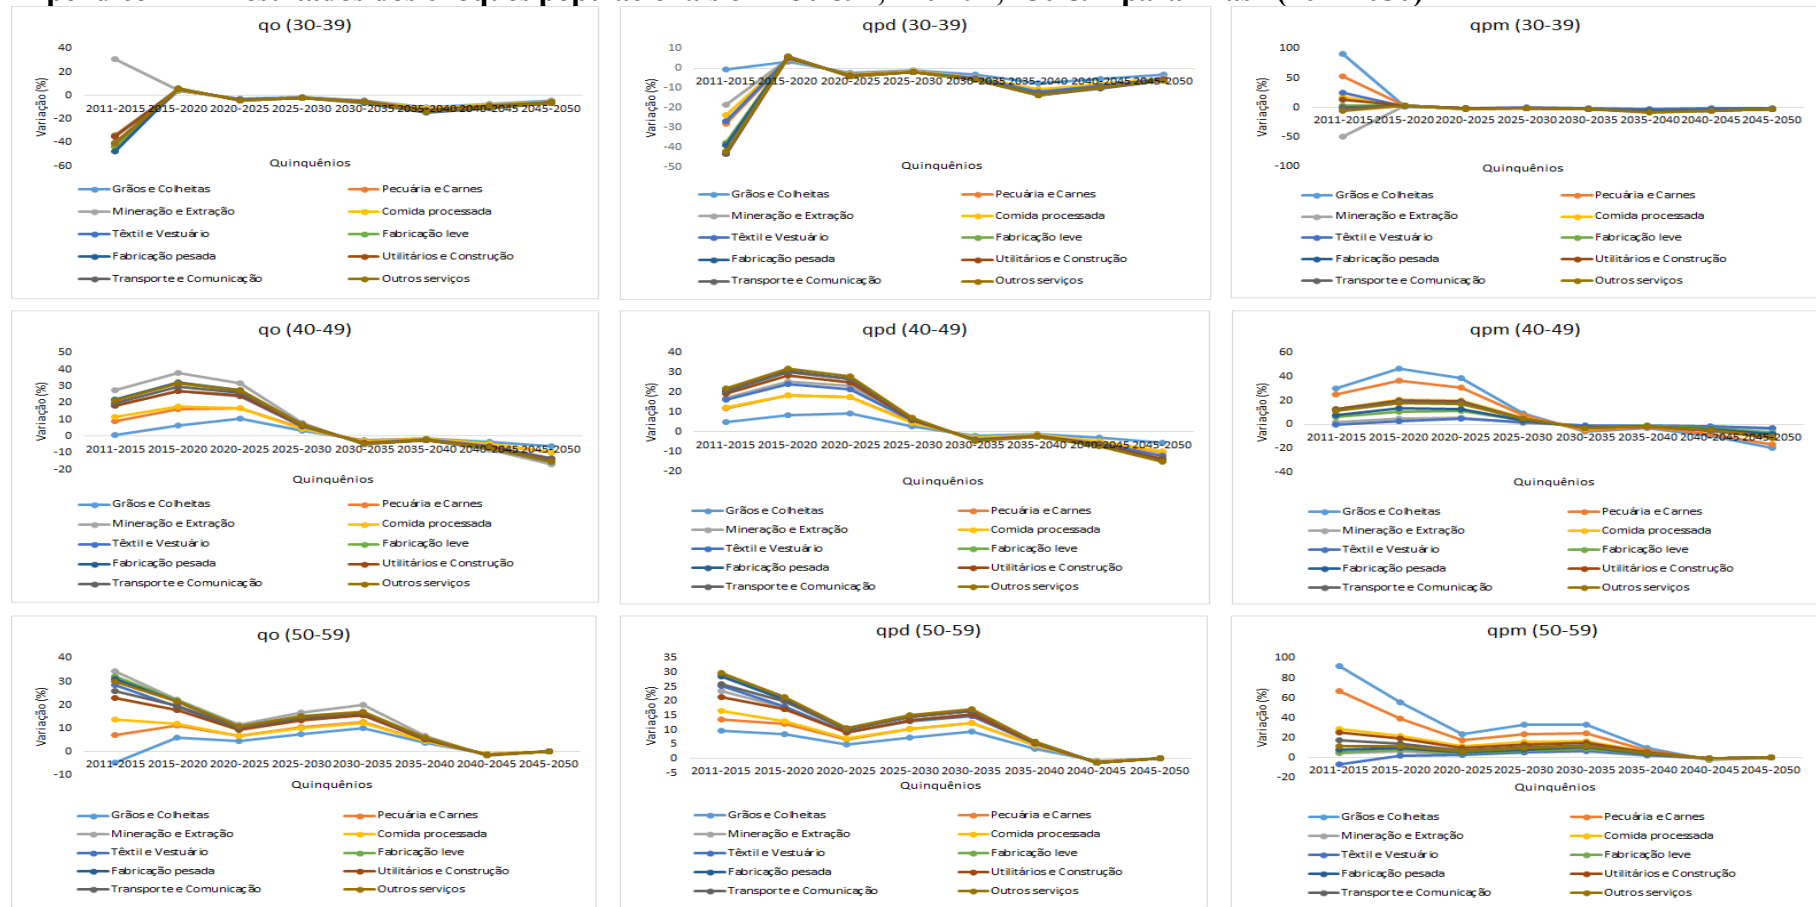 qo (30-39)
40
20
0
-20
-40
-60
Variação (%)
2011-2015 2015-2020 2020-2025 2025-2030 2030-2035 2035-2040 2040-2045 2045-2050
Quinquênios
Grãos e Colheitas
Pecuária e Carnes
Mineração e Extração
Comida processada
Têxtil e Vestuário
Fabricação leve
Fabricação pesada
Utilitários e Construção
Transporte e Comunicação
Outros serviços
qpd (30-39)
10
0
-10
-20
-30
-40
-50
Variação (%)
2011-2015 2015-2020 2020-2025 2025-2030 2030-2035 2035-2040 2040-2045 2045-2050
Quinquênios
Grãos e Colheitas
Pecuária e Carnes
Mineração e Extração
Comida processada
Têxtil e Vestuário
Fabricação leve
Fabricação pesada
Utilitários e Construção
Transporte e Comunicação
Outros serviços
qpm (30-39)
100
50
0
-50
-100
Variação (%)
2011-2015 2015-2020 2020-2025 2025-2030 2030-2035 2035-2040 2040-2045 2045-2050
Quinquênios
Grãos e Colheitas
Pecuária e Carnes
Mineração e Extração
Comida processada
Têxtil e Vestuário
Fabricação leve
Fabricação pesada
Utilitários e Construção
Transporte e Comunicação
Outros serviços
qo (40-49)
50
40
30
20
10
0
-10
-20
Variação (%)
2011-2015 2015-2020 2020-2025 2025-2030 2030-2035 2035-2040 2040-2045 2045-2050
Quinquênios
Grãos e Colheitas
Pecuária e Carnes
Mineração e Extração
Comida processada
Têxtil e Vestuário
Fabricação leve
Fabricação pesada
Utilitários e Construção
Transporte e Comunicação
Outros serviços
qpd (40-49)
40
30
20
10
0
-10
-20
Variação (%)
2011-2015 2015-2020 2020-2025 2025-2030 2030-2035 2035-2040 2040-2045 2045-2050
Quinquênios
Grãos e Colheitas
Pecuária e Carnes
Mineração e Extração
Comida processada
Têxtil e Vestuário
Fabricação leve
Fabricação pesada
Utilitários e Construção
Transporte e Comunicação
Outros serviços
qpm (40-49)
60
40
20
0
-20
-40
Variação (%)
2011-2015 2015-2020 2020-2025 2025-2030 2030-2035 2035-2040 2040-2045 2045-2050
Quinquênios
Grãos e Colheitas
Pecuária e Carnes
Mineração e Extração
Comida processada
Têxtil e Vestuário
Fabricação leve
Fabricação pesada
Utilitários e Construção
Transporte e Comunicação
Outros serviços
qo (50-59)
40
30
20
10
0
-10
Variação (%)
2011-2015 2015-2020 2020-2025 2025-2030 2030-2035 2035-2040 2040-2045 2045-2050
Quinquênios
Grãos e Colheitas
Pecuária e Carnes
Mineração e Extração
Comida processada
Têxtil e Vestuário
Fabricação leve
Fabricação pesada
Utilitários e Construção
Transporte e Comunicação
Outros serviços
qpd (50-59)
35
30
25
20
15
10
5
0
-5
Variação (%)
2011-2015 2015-2020 2020-2025 2025-2030 2030-2035 2035-2040 2040-2045 2045-2050
Quinquênios
Grãos e Colheitas
Pecuária e Carnes
Mineração e Extração
Comida processada
Têxtil e Vestuário
Fabricação leve
Fabricação pesada
Utilitários e Construção
Transporte e Comunicação
Outros serviços
qpm (50-59)
100
80
60
40
20
0
-20
Variação (%)
2011-2015 2015-2020 2020-2025 2025-2030 2030-2035 2035-2040 2040-2045 2045-2050
Quinquênios
Grãos e Colheitas
Pecuária e Carnes
Mineração e Extração
Comida processada
Têxtil e Vestuário
Fabricação leve
Fabricação pesada
Utilitários e Construção
Transporte e Comunicação
Outros serviços